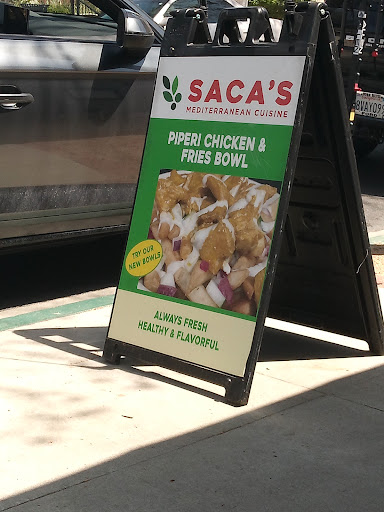 SACA'S
MEDITERRANEAN CUISINE
PIPERI CHICKEN &
FRIES BOWL
TRY OUR
NEW BOWLS
ALWAYS FRESH
HEALTHY & FLAVORFUL